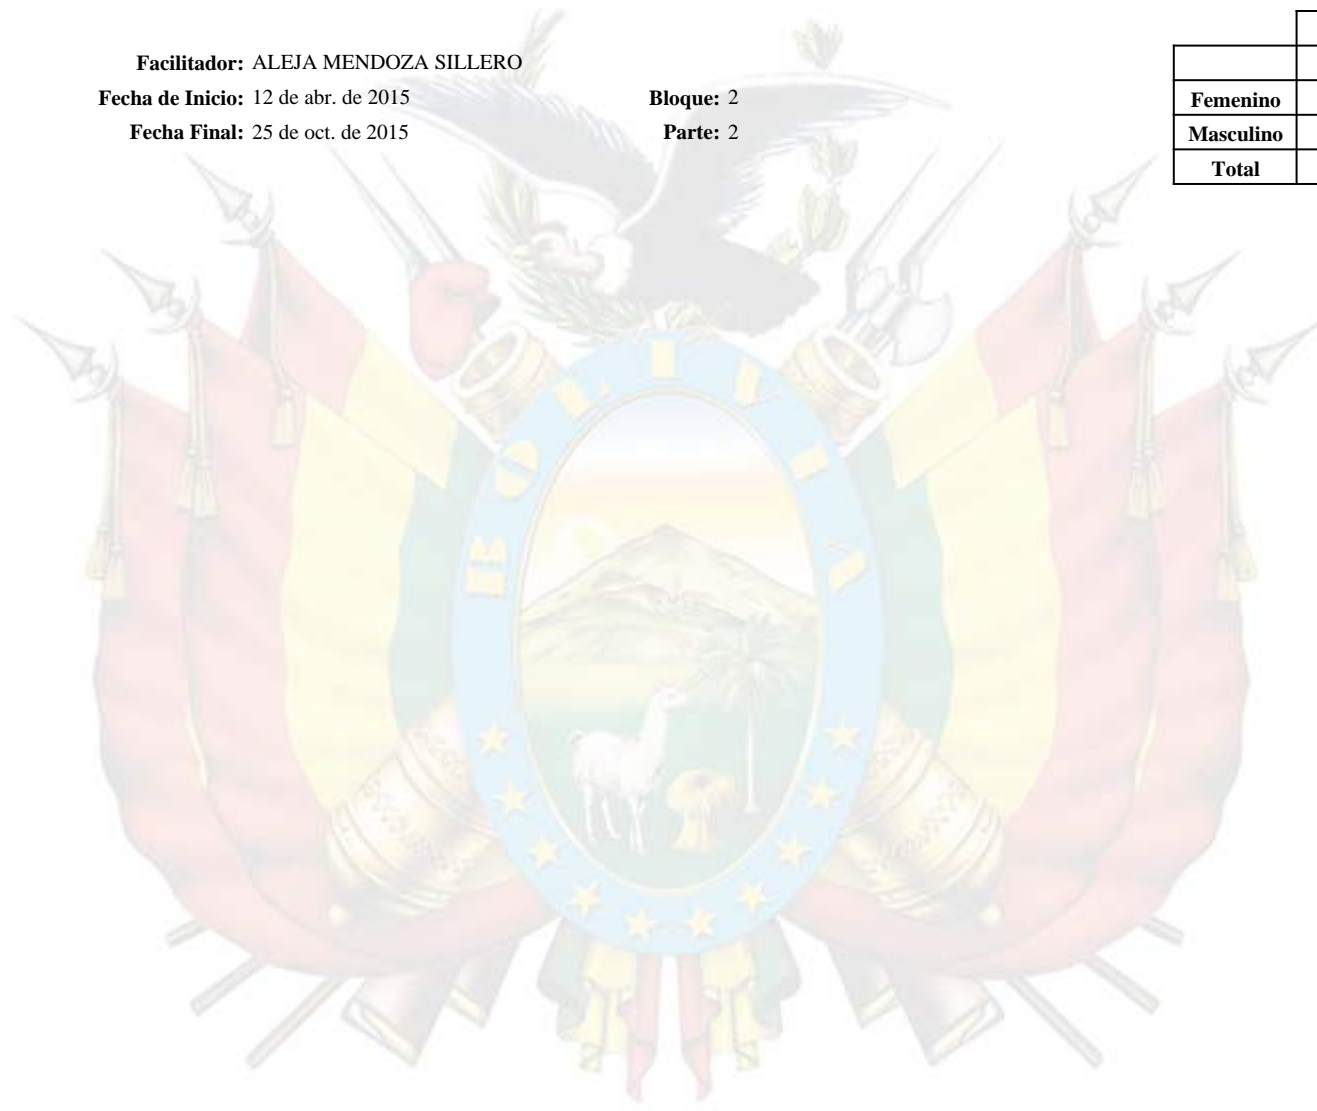 Facilitador: ALEJA MENDOZA SILLERO
Fecha de Inicio: 12 de abr. de 2015 Bloque: 2
Fecha Final: 25 de oct. de 2015 Parte: 2
Femenino
Masculino
Total
BOLIVIA